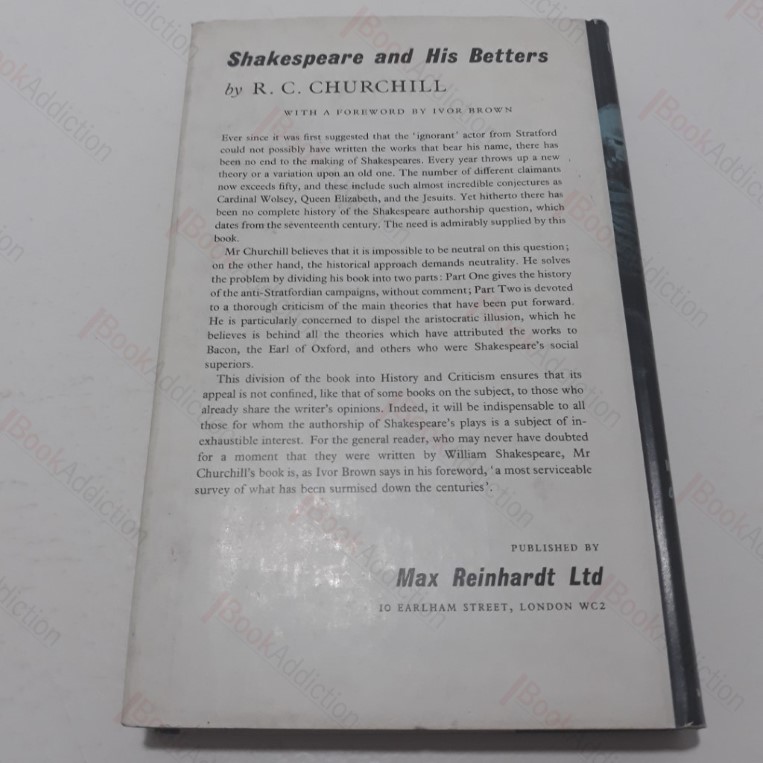 Shakespeare and His Betters
by R. C. CHURCHILL
WITH A FOREWORD BY IVOR BROWN
Ever since it was first suggested that the 'ignorant' actor from Stratford
could not possibly have written the works that bear his name, there has
been no end to the making of Shakespeares. Every year throws up a new
theory or a variation upon an old one. The number of different claimants
now exceeds fifty, and these include such almost incredible conjectures as
Cardinal Wolsey, Queen Elizabeth, and the Jesuits. Yet hitherto there has
been no complete history of the Shakespeare authorship question, which
dates from the seventeenth century. The need is admirably supplied by this
book.
Mr Churchill believes that it is impossible to be neutral on this question;
on the other hand, the historical approach demands neutrality. He solves
the problem by dividing his book into two parts: Part One gives the history
of the anti-Stratfordian campaigns, without comment; Part Two is devoted
to a thorough criticism of the main theories that have been put forward.
He is particularly concerned to dispel the aristocratic illusion, which he
believes is behind all the theories which have attributed the works to
Bacon, the Earl of Oxford, and others who were Shakespeare's social
superiors.
This division of the book into History and Criticism ensures that its
appeal is not confined, like that of some books on the subject, to those who
already share the writer's opinions. Indeed, it will be indispensable to all
those for whom the authorship of Shakespeare's plays is a subject of in-
exhaustible interest. For the general reader, who may never have doubted
for a moment that they were written by William Shakespeare, Mr
Churchill's book is, as Ivor Brown says in his foreword, 'a most serviceable
survey of what has been surmised down the centuries'.
PUBLISHED BY
Max Reinhardt Ltd
10 EARLHAM STREET, LONDON WC2
BookAddiction